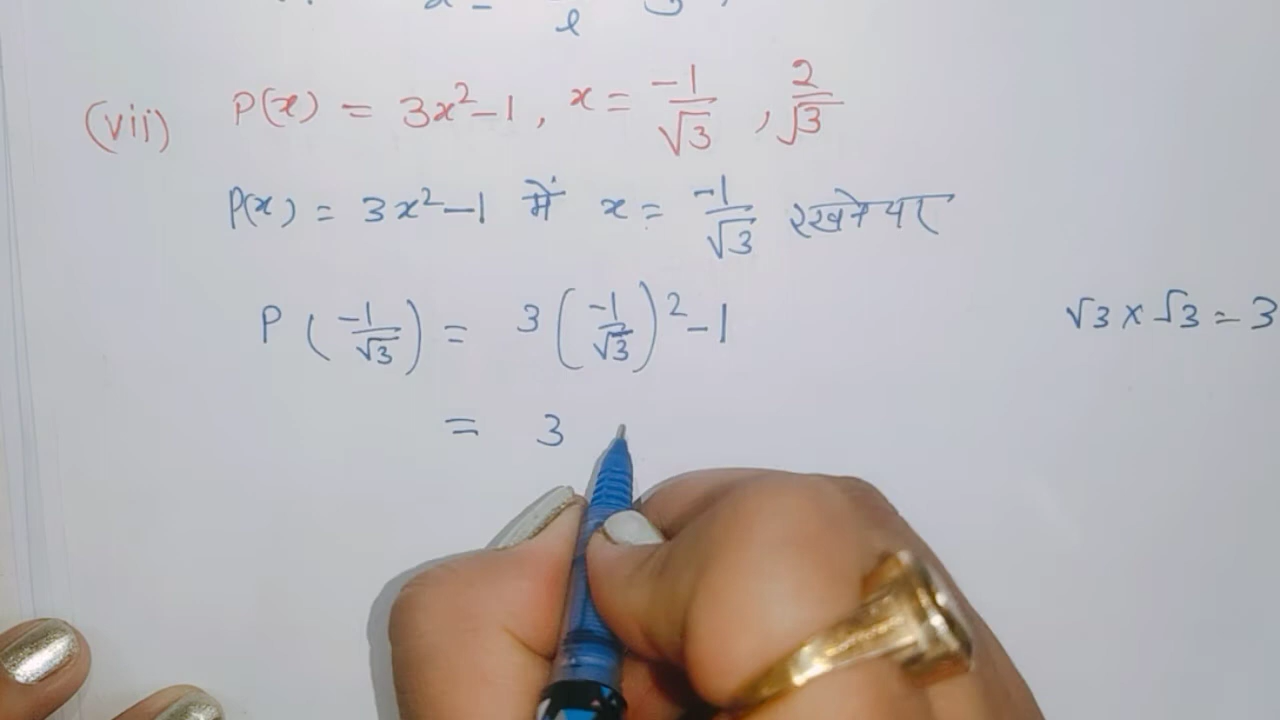 (vii) P(x) = 3x²-1, x = -1/√3 , 2/√3
P(x) = 3x²-1 में x = -1/√3 रखने पर
P(-1/√3) = 3(-1/√3)²-1
√3 x √3 = 3
= 3